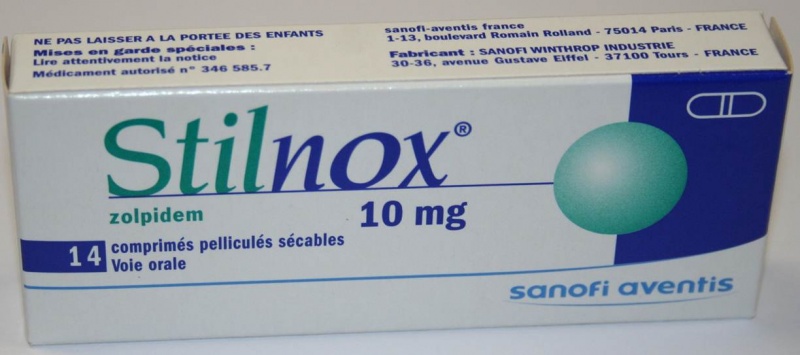 NE PAS LAISSER A LA PORTEE DES ENFANTS
Mises en garde spéciales :
Lire attentivement la notice
Médicament autorisé n° 346 585.7
sanofi-aventis france
1-13, boulevard Romain Rolland - 75014 Paris - FRANCE
Fabricant : SANOFI WINTHROP INDUSTRIE
30-36, avenue Gustave Eiffel - 37100 Tours - FRANCE
Stilnox®
zolpidem
10 mg
14 comprimés pelliculés sécables
Voie orale
sanofi aventis